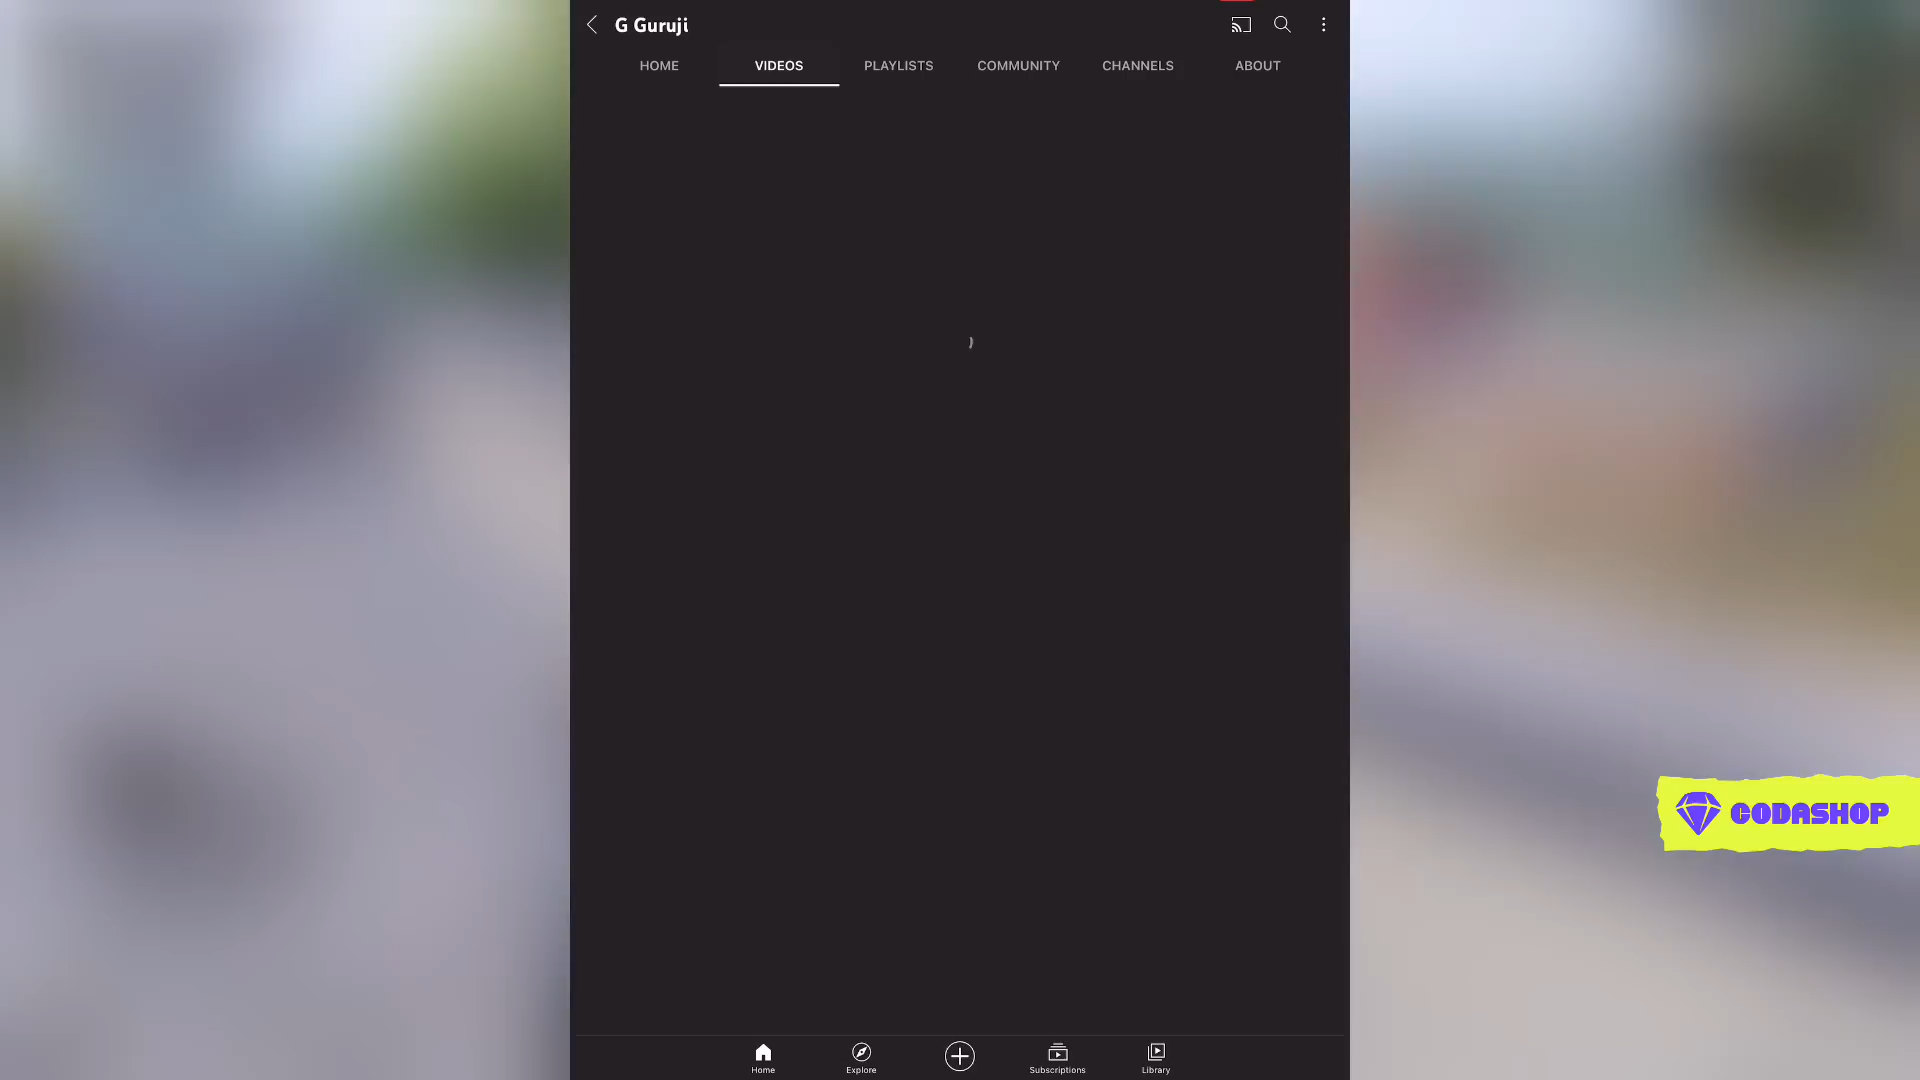 G Guruji
HOME VIDEOS PLAYLISTS COMMUNITY CHANNELS ABOUT
CODASHOP
Home Explore Subscriptions Library